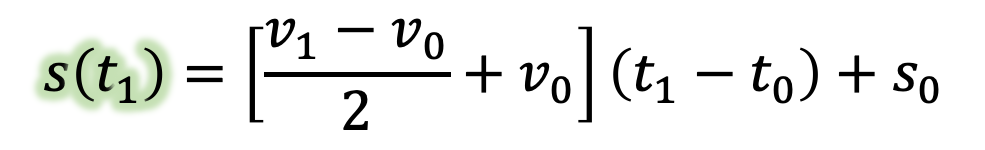 s(t₁) = [(v₁ − v₀)/2 + v₀] (t₁ − t₀) + s₀